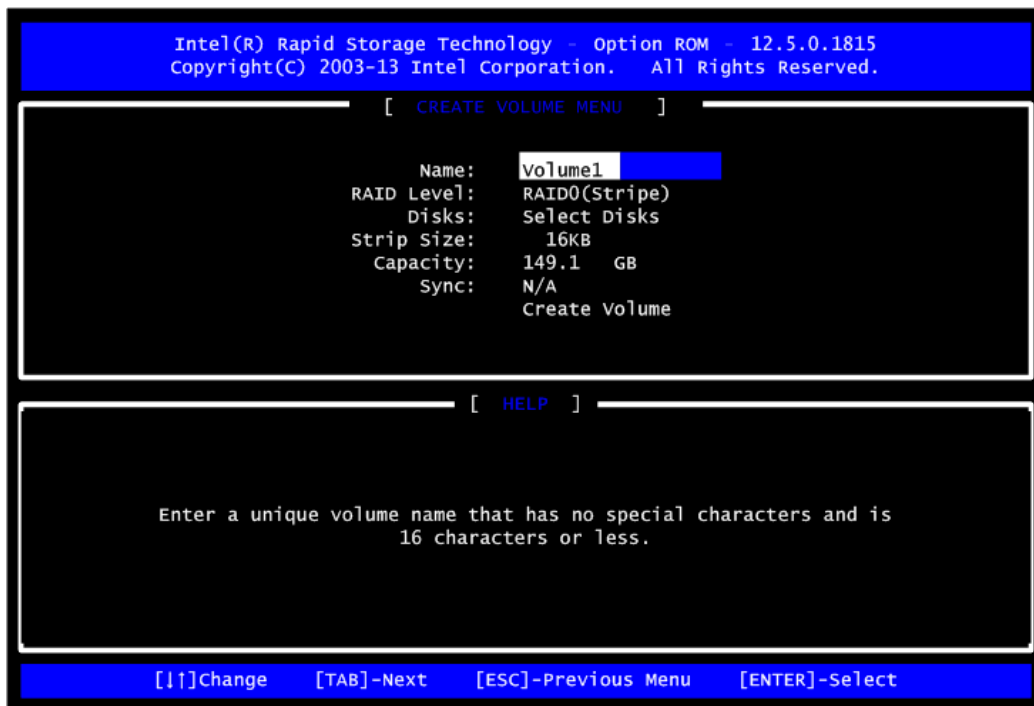 Intel(R) Rapid Storage Technology - Option ROM - 12.5.0.1815
Copyright(C) 2003-13 Intel Corporation. All Rights Reserved.
[ CREATE VOLUME MENU ]
Name: Volume1
RAID Level: RAID0(Stripe)
Disks: Select Disks
Strip Size: 16KB
Capacity: 149.1 GB
Sync: N/A
Create Volume
[ HELP ]
Enter a unique volume name that has no special characters and is
16 characters or less.
[↓↑]Change [TAB]-Next [ESC]-Previous Menu [ENTER]-Select